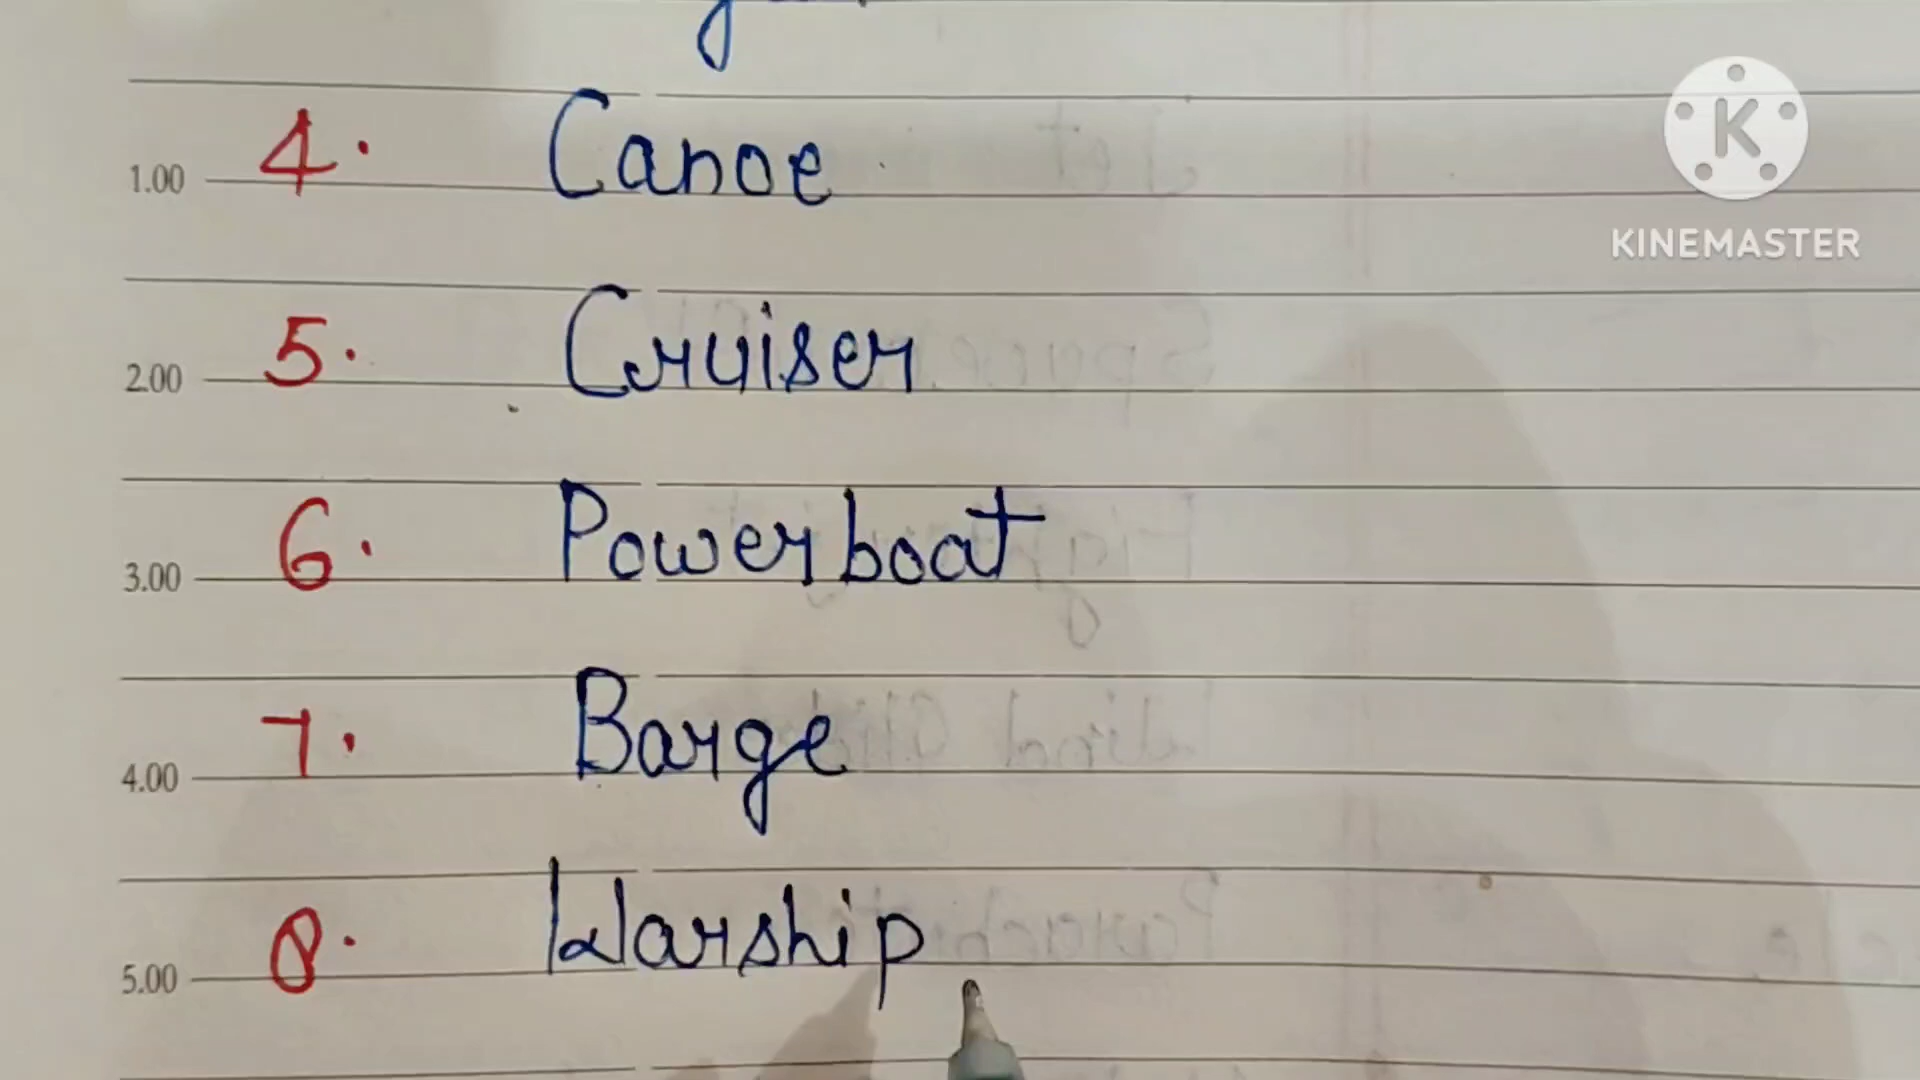 4. Canoe
1.00
5. Cruiser
2.00
6. Powerboat
3.00
7. Barge
4.00
8. Warship
5.00
K
KINEMASTER